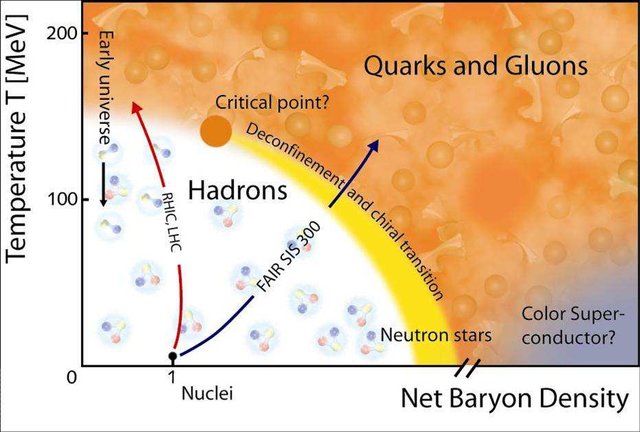 Temperature T [MeV]
200
100
0
Early universe
Quarks and Gluons
Critical point?
Deconfinement and chiral transition
Hadrons
RHIC, LHC
FAIR SIS 300
Color Super-
conductor?
Neutron stars
1
Nuclei
Net Baryon Density